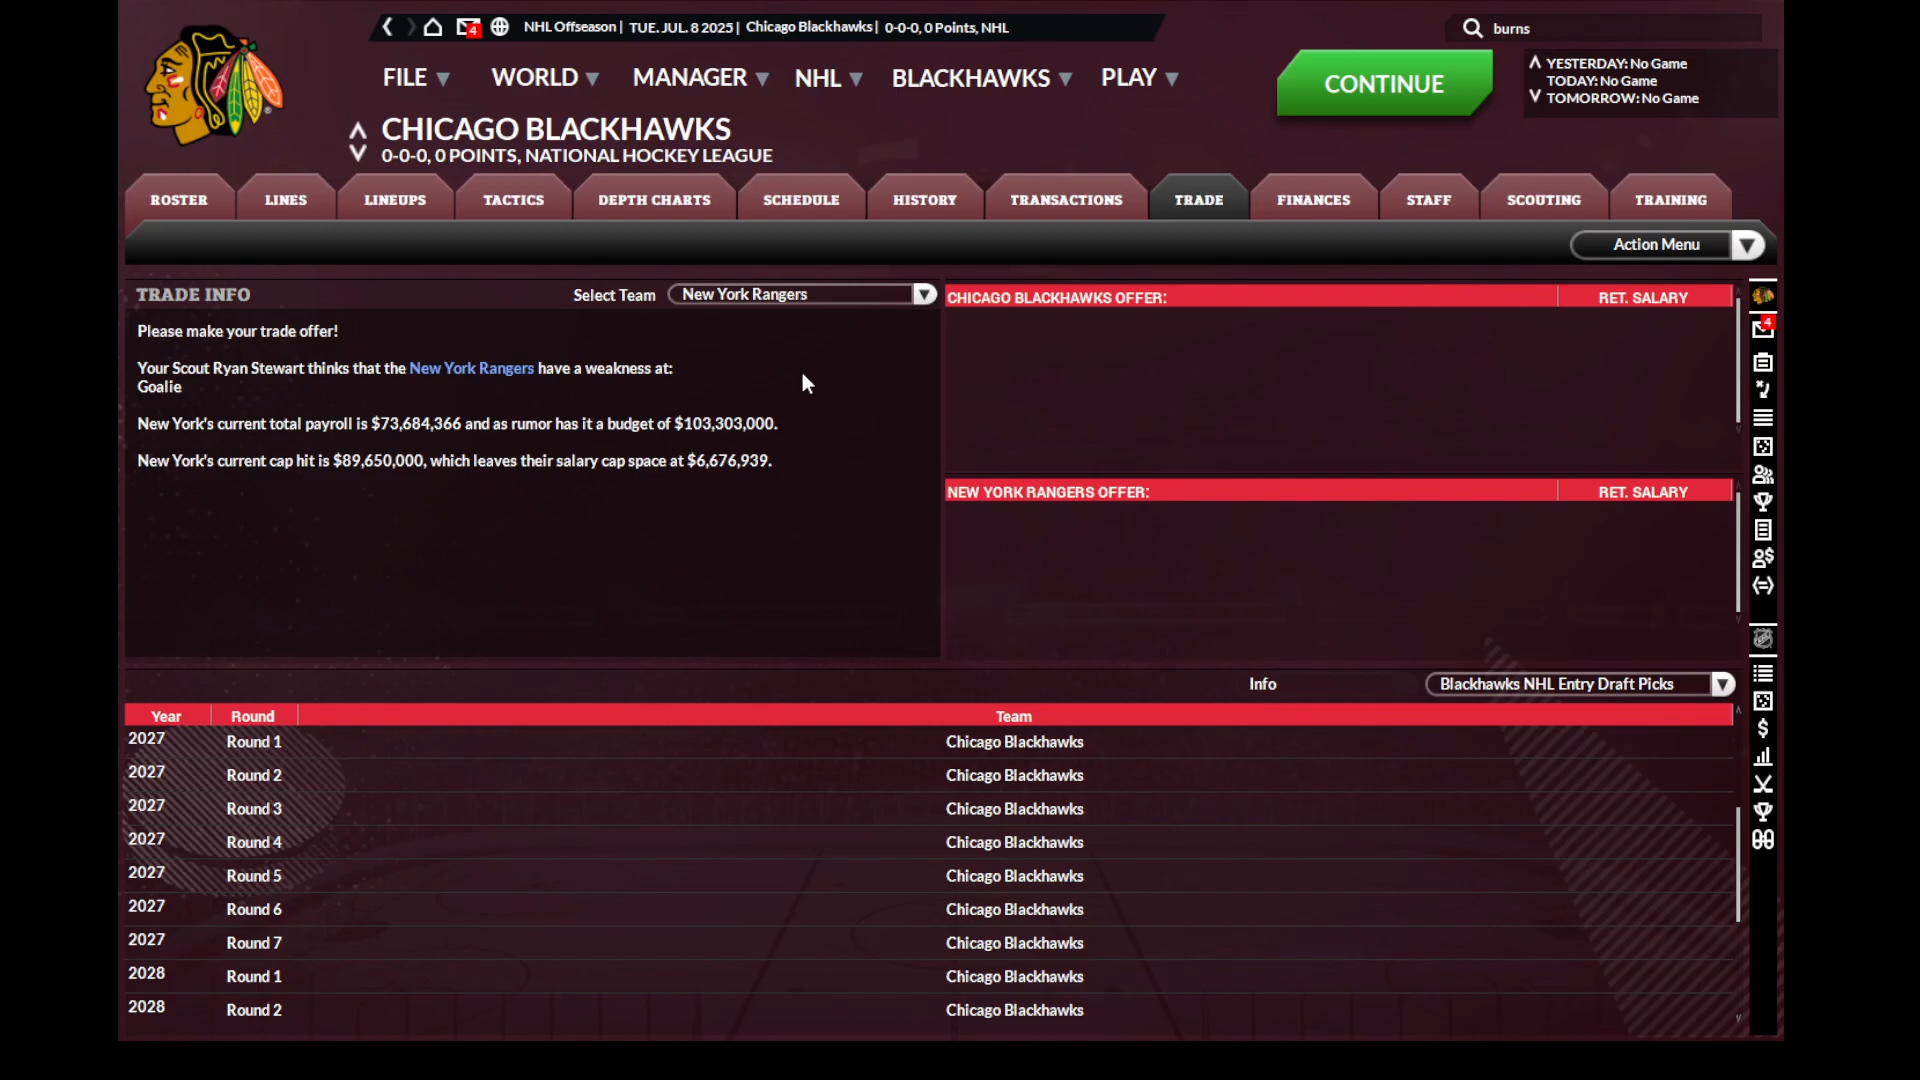 NHL Offseason | TUE. JUL. 8 2025 | Chicago Blackhawks | 0-0-0, 0 Points, NHL
4
burns
FILE WORLD MANAGER NHL BLACKHAWKS PLAY
CONTINUE
YESTERDAY: No Game
TODAY: No Game
TOMORROW: No Game
CHICAGO BLACKHAWKS
0-0-0, 0 POINTS, NATIONAL HOCKEY LEAGUE
ROSTER LINES LINEUPS TACTICS DEPTH CHARTS SCHEDULE HISTORY TRANSACTIONS TRADE FINANCES STAFF SCOUTING TRAINING
Action Menu
TRADE INFO Select Team New York Rangers
Please make your trade offer!
Your Scout Ryan Stewart thinks that the New York Rangers have a weakness at:
Goalie
New York's current total payroll is $73,684,366 and as rumor has it a budget of $103,303,000.
New York's current cap hit is $89,650,000, which leaves their salary cap space at $6,676,939.
CHICAGO BLACKHAWKS OFFER: RET. SALARY
NEW YORK RANGERS OFFER: RET. SALARY
4
Info Blackhawks NHL Entry Draft Picks
Year Round Team
2027 Round 1 Chicago Blackhawks
2027 Round 2 Chicago Blackhawks
2027 Round 3 Chicago Blackhawks
2027 Round 4 Chicago Blackhawks
2027 Round 5 Chicago Blackhawks
2027 Round 6 Chicago Blackhawks
2027 Round 7 Chicago Blackhawks
2028 Round 1 Chicago Blackhawks
2028 Round 2 Chicago Blackhawks